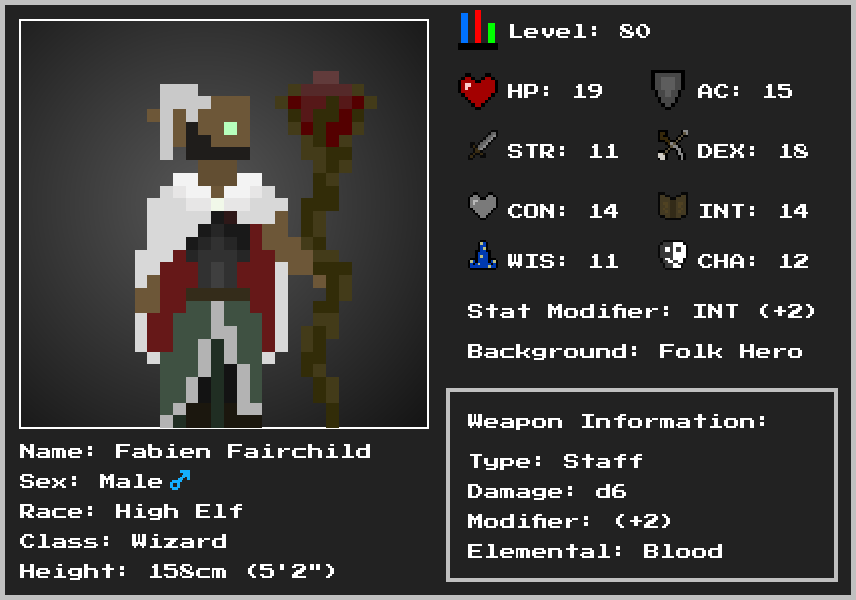 Level: 80
HP: 19
AC: 15
STR: 11
DEX: 18
CON: 14
INT: 14
WIS: 11
CHA: 12
Stat Modifier: INT (+2)
Background: Folk Hero
Name: Fabien Fairchild
Sex: Male♂
Race: High Elf
Class: Wizard
Height: 158cm (5'2")
Weapon Information:
Type: Staff
Damage: d6
Modifier: (+2)
Elemental: Blood